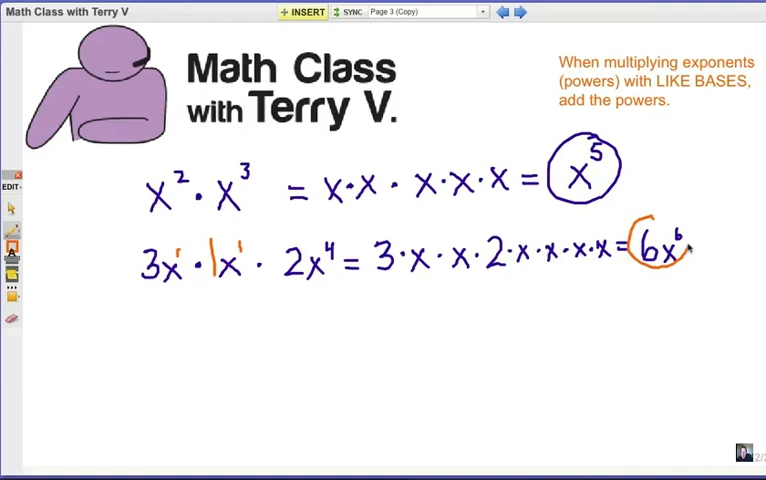 Math Class with Terry V
INSERT
SYNC
Page 3 (Copy)
Math Class
with Terry V.
When multiplying exponents
(powers) with LIKE BASES,
add the powers.
EDIT
A
x² · x³ = x·x · x·x·x = x⁵
3x¹ · 1x¹ · 2x⁴ = 3·x·x·2·x·x·x·x = 6x⁶